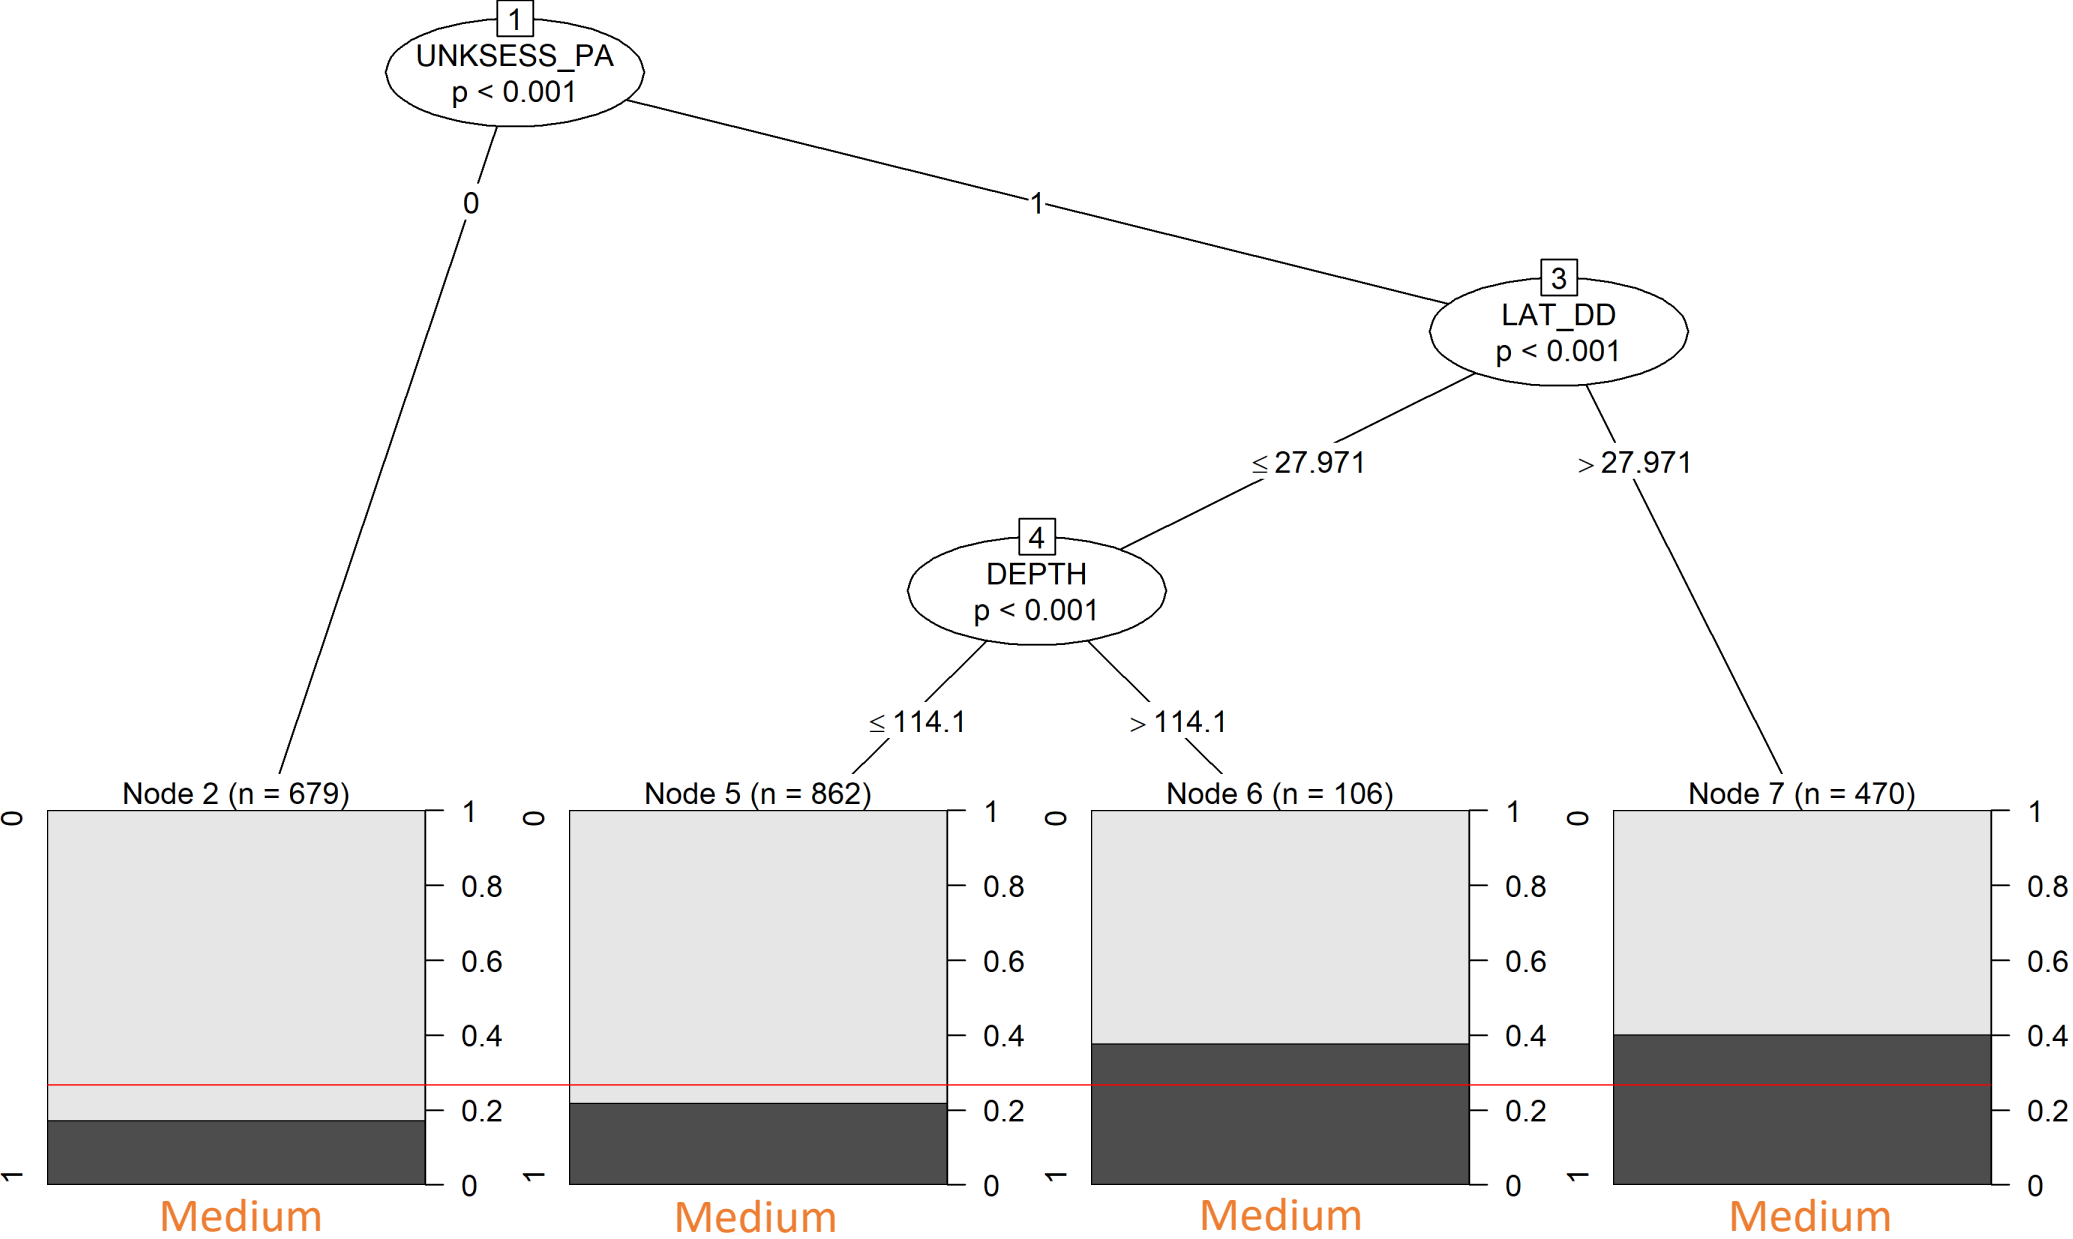 1
UNKSESS_PA
p < 0.001
0
1
3
LAT_DD
p < 0.001
≤ 27.971
> 27.971
4
DEPTH
p < 0.001
≤ 114.1
> 114.1
Node 2 (n = 679)
0
1
1
0.8
0.6
0.4
0.2
0
Medium
Node 5 (n = 862)
0
1
1
0.8
0.6
0.4
0.2
0
Medium
Node 6 (n = 106)
0
1
1
0.8
0.6
0.4
0.2
0
Medium
Node 7 (n = 470)
0
1
1
0.8
0.6
0.4
0.2
0
Medium